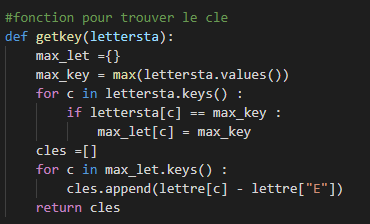 #fonction pour trouver le cle
def getkey(lettersta):
    max_let ={}
    max_key = max(lettersta.values())
    for c in lettersta.keys() :
        if lettersta[c] == max_key :
            max_let[c] = max_key
    cles =[]
    for c in max_let.keys() :
        cles.append(lettre[c] - lettre["E"])
    return cles